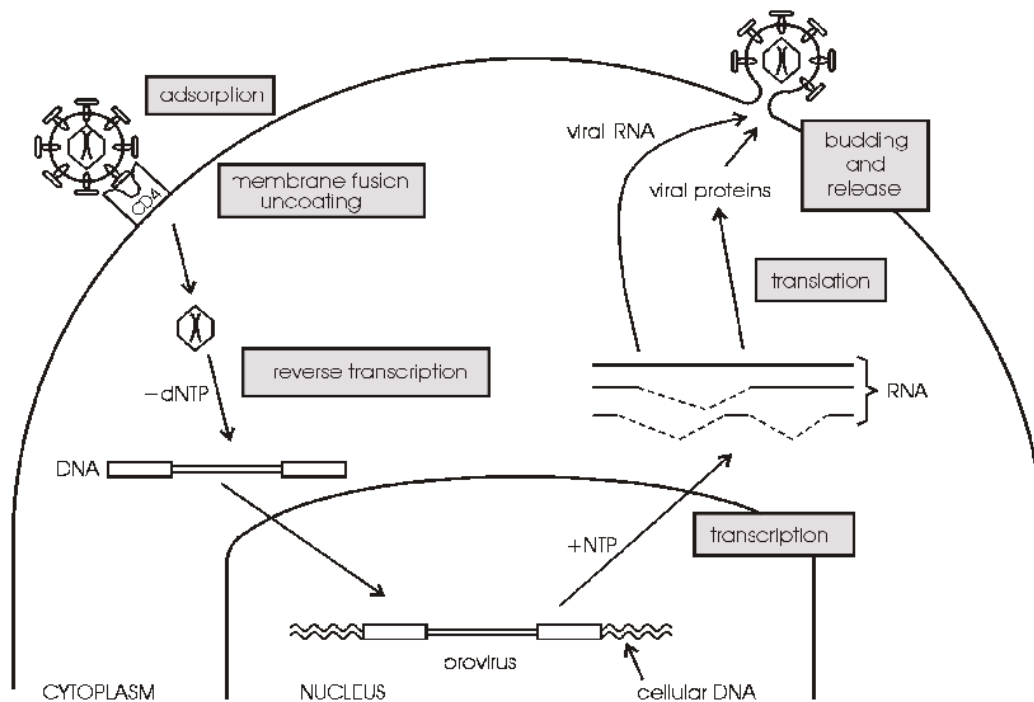 adsorption
CD4
membrane fusion
uncoating
reverse transcription
−dNTP
DNA
viral RNA
viral proteins
budding
and
release
translation
RNA
transcription
+NTP
provirus
cellular DNA
CYTOPLASM
NUCLEUS